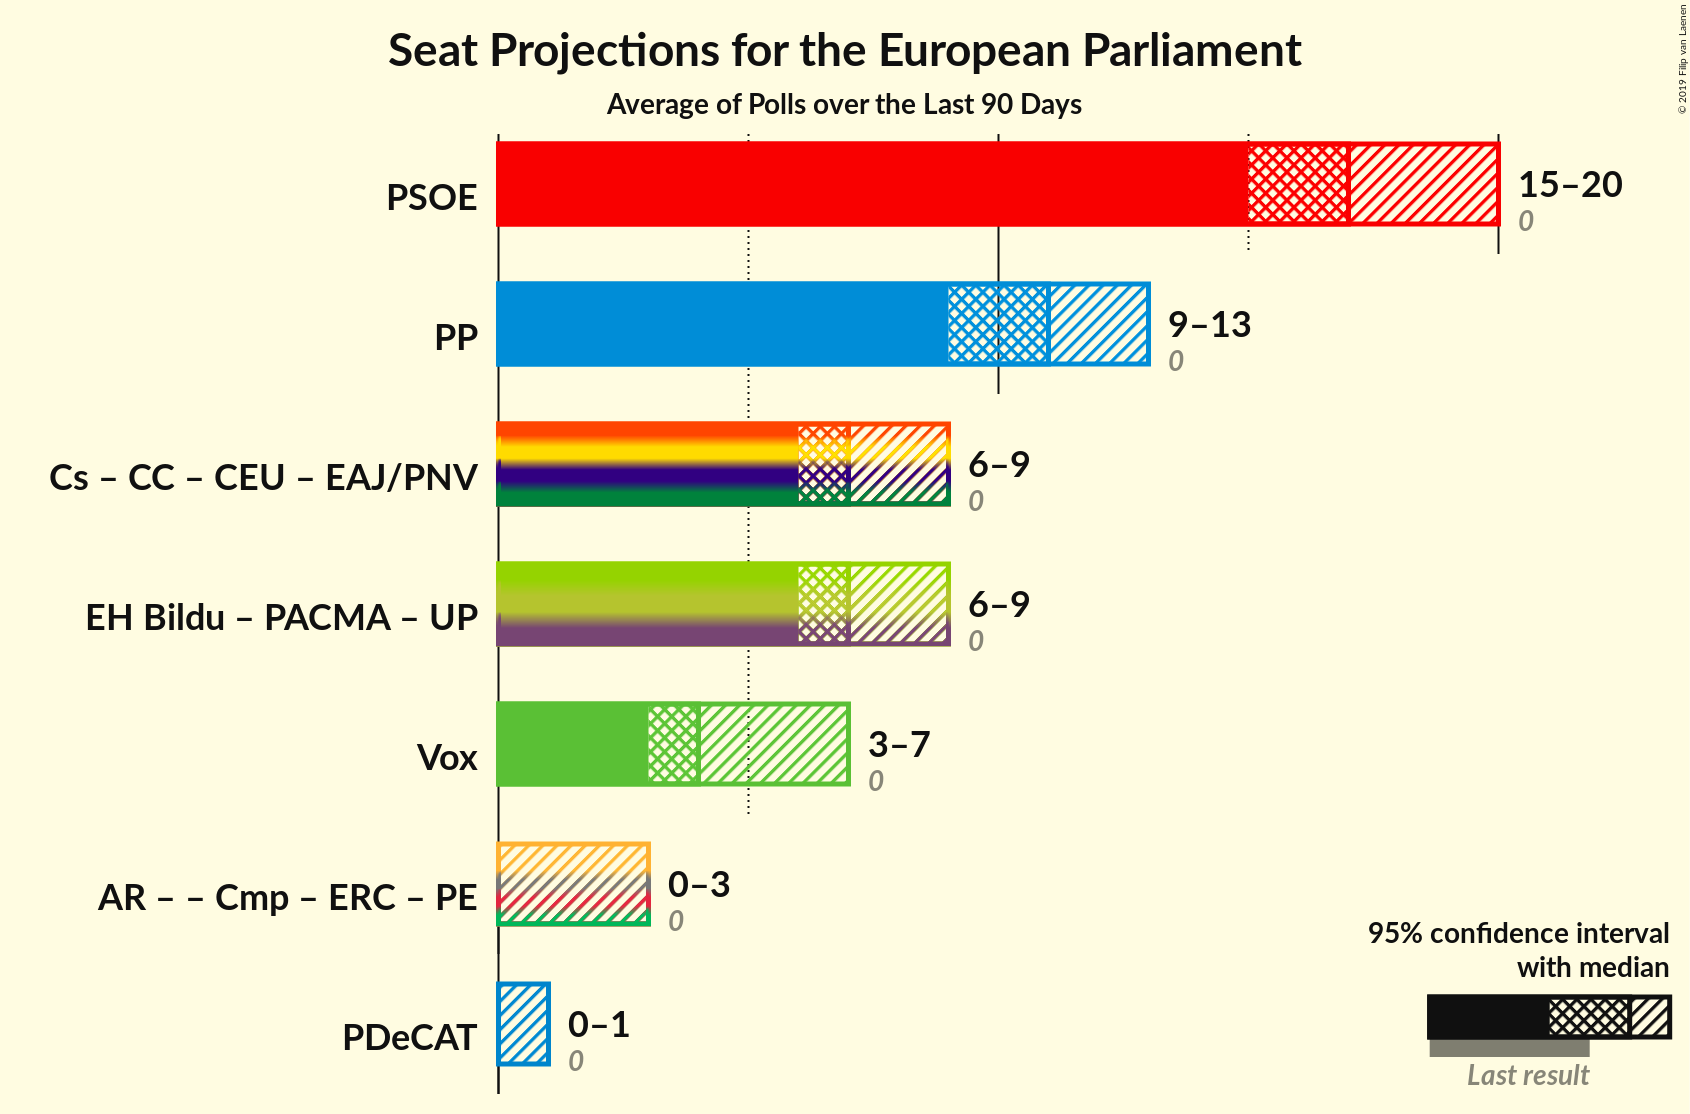 Seat Projections for the European Parliament
Average of Polls over the Last 90 Days
© 2019 Filip van Laenen
PSOE
15–20
0
PP
9–13
0
Cs – CC – CEU – EAJ/PNV
6–9
0
EH Bildu – PACMA – UP
6–9
0
Vox
3–7
0
AR – – Cmp – ERC – PE
0–3
0
PDeCAT
0–1
0
95% confidence interval
with median
Last result